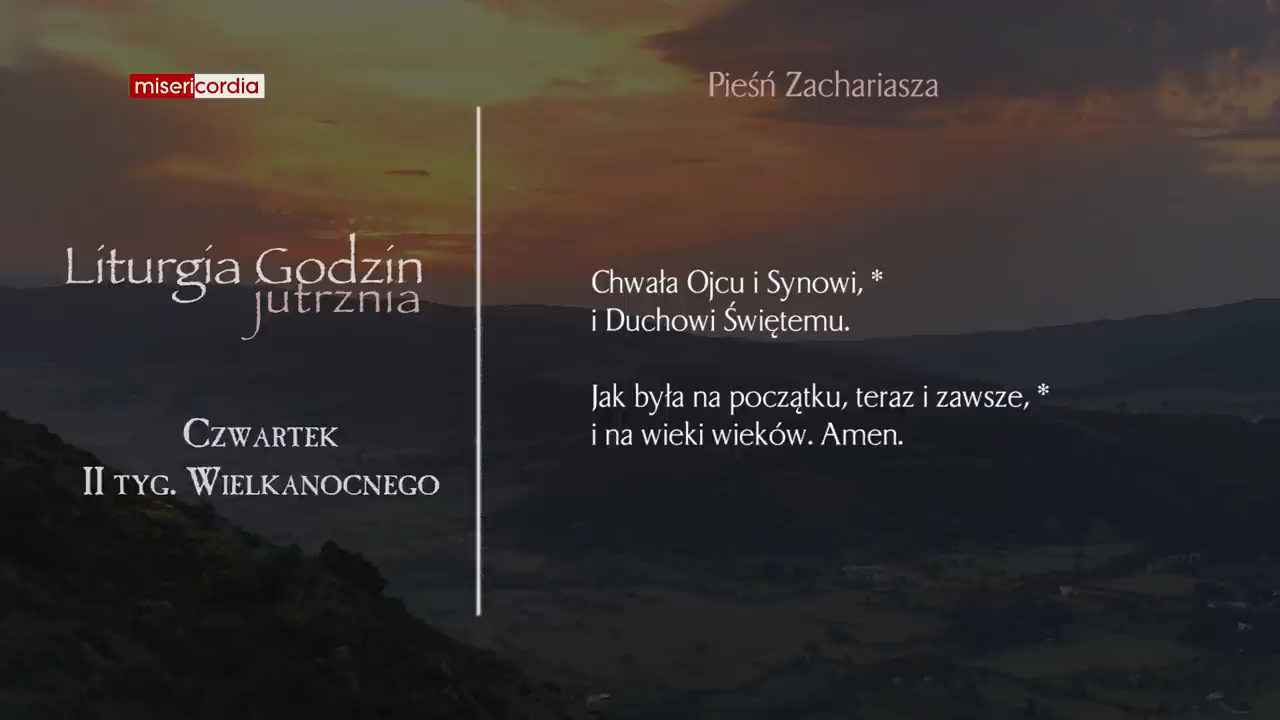 misericordia
Pieśń Zachariasza
Liturgia Godzin
jutrznia
Czwartek
II tyg. Wielkanocnego
Chwała Ojcu i Synowi, *
i Duchowi Świętemu.
Jak była na początku, teraz i zawsze, *
i na wieki wieków. Amen.